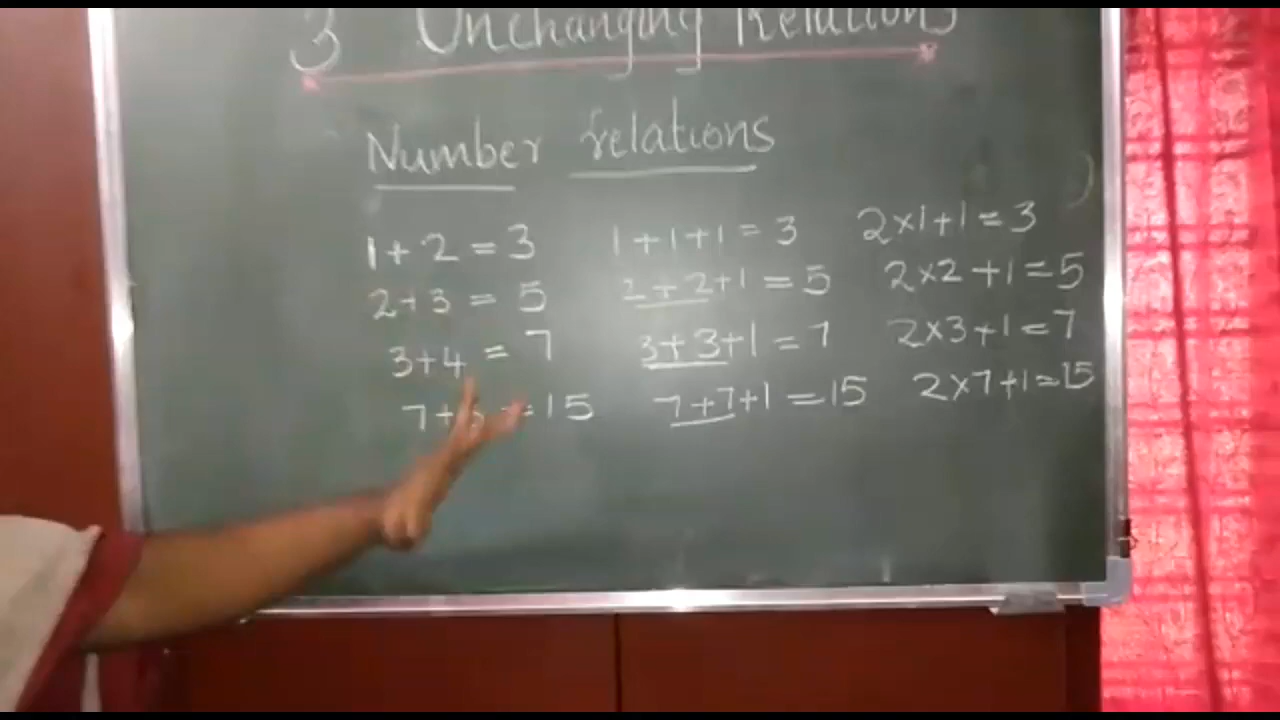 3 Unchanging Relations
Number relations
1+2=3 1+1+1=3 2×1+1=3
2+3=5 2+2+1=5 2×2+1=5
3+4=7 3+3+1=7 2×3+1=7
7+ =15 7+7+1=15 2×7+1=15